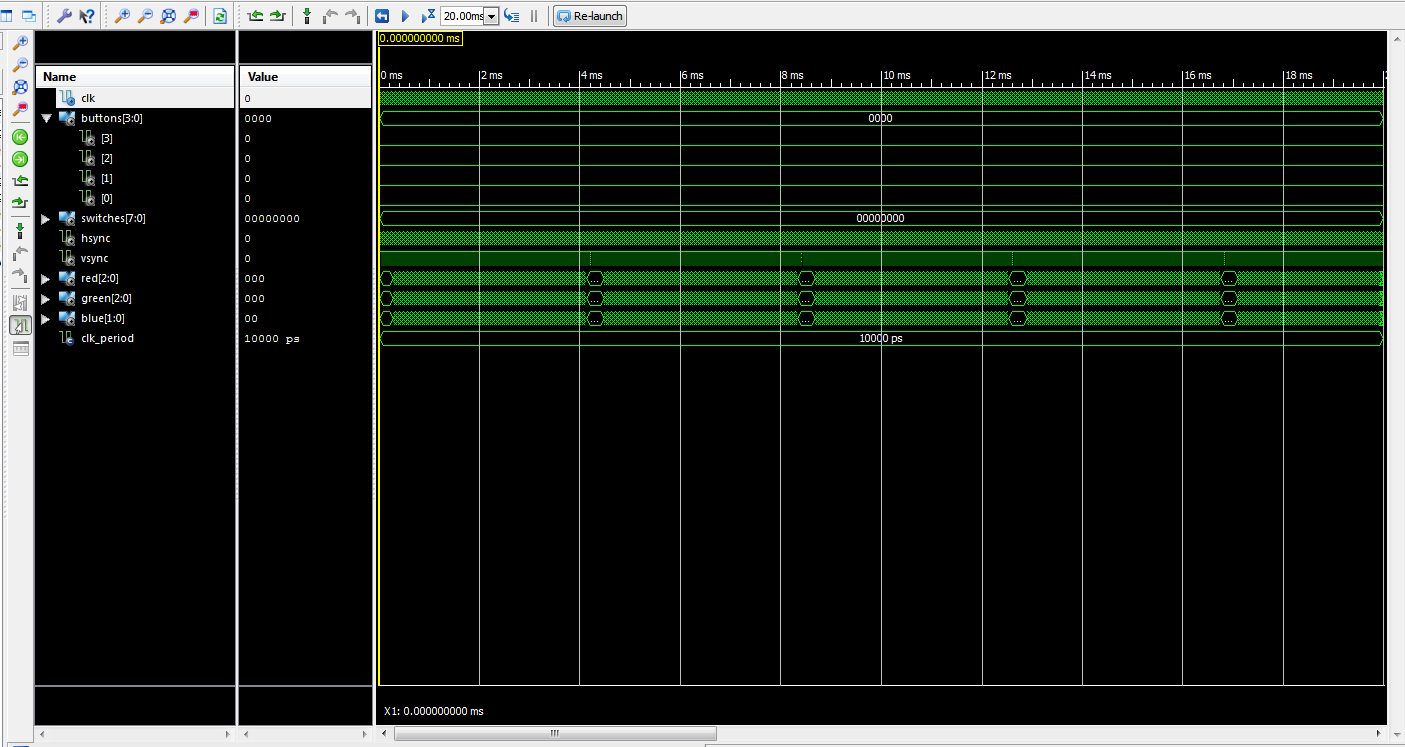 20.00ms Re-launch
0.000000000 ms
Name Value
0 ms 2 ms 4 ms 6 ms 8 ms 10 ms 12 ms 14 ms 16 ms 18 ms
clk 0
buttons[3:0] 0000 0000
[3] 0
[2] 0
[1] 0
[0] 0
switches[7:0] 00000000 00000000
hsync 0
vsync 0
red[2:0] 000 ... ... ... ...
green[2:0] 000 ... ... ... ...
blue[1:0] 00 ... ... ... ...
clk_period 10000 ps 10000 ps
X1: 0.000000000 ms